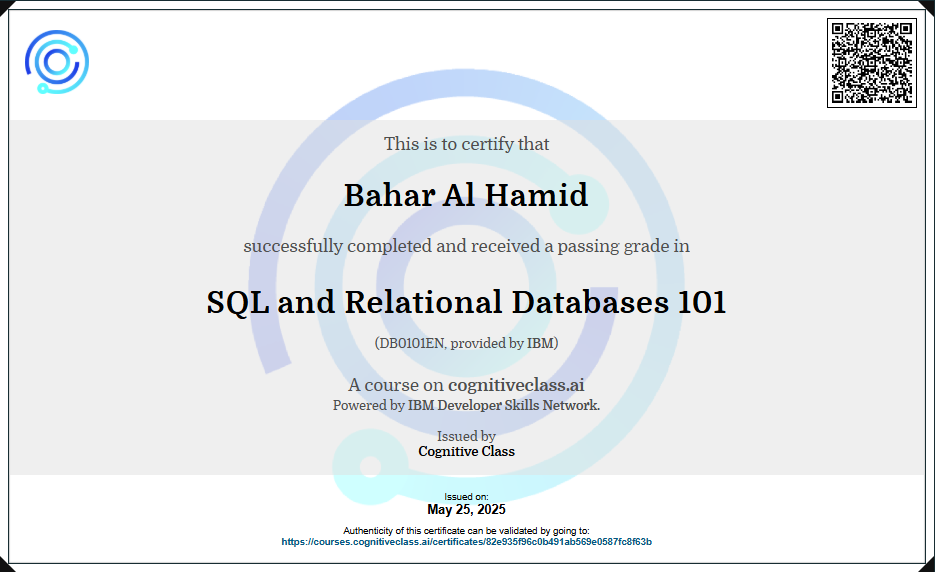 This is to certify that
Bahar Al Hamid
successfully completed and received a passing grade in
SQL and Relational Databases 101
(DB0101EN, provided by IBM)
A course on cognitiveclass.ai
Powered by IBM Developer Skills Network.
Issued by
Cognitive Class
Issued on:
May 25, 2025
Authenticity of this certificate can be validated by going to:
https://courses.cognitiveclass.ai/certificates/82e935f96c0b491ab569e0587fc8f63b